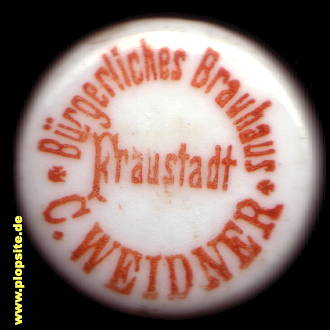 * Bürgerliches Brauhaus *
Fraustadt
C. WEIDNER
www.plopsite.de